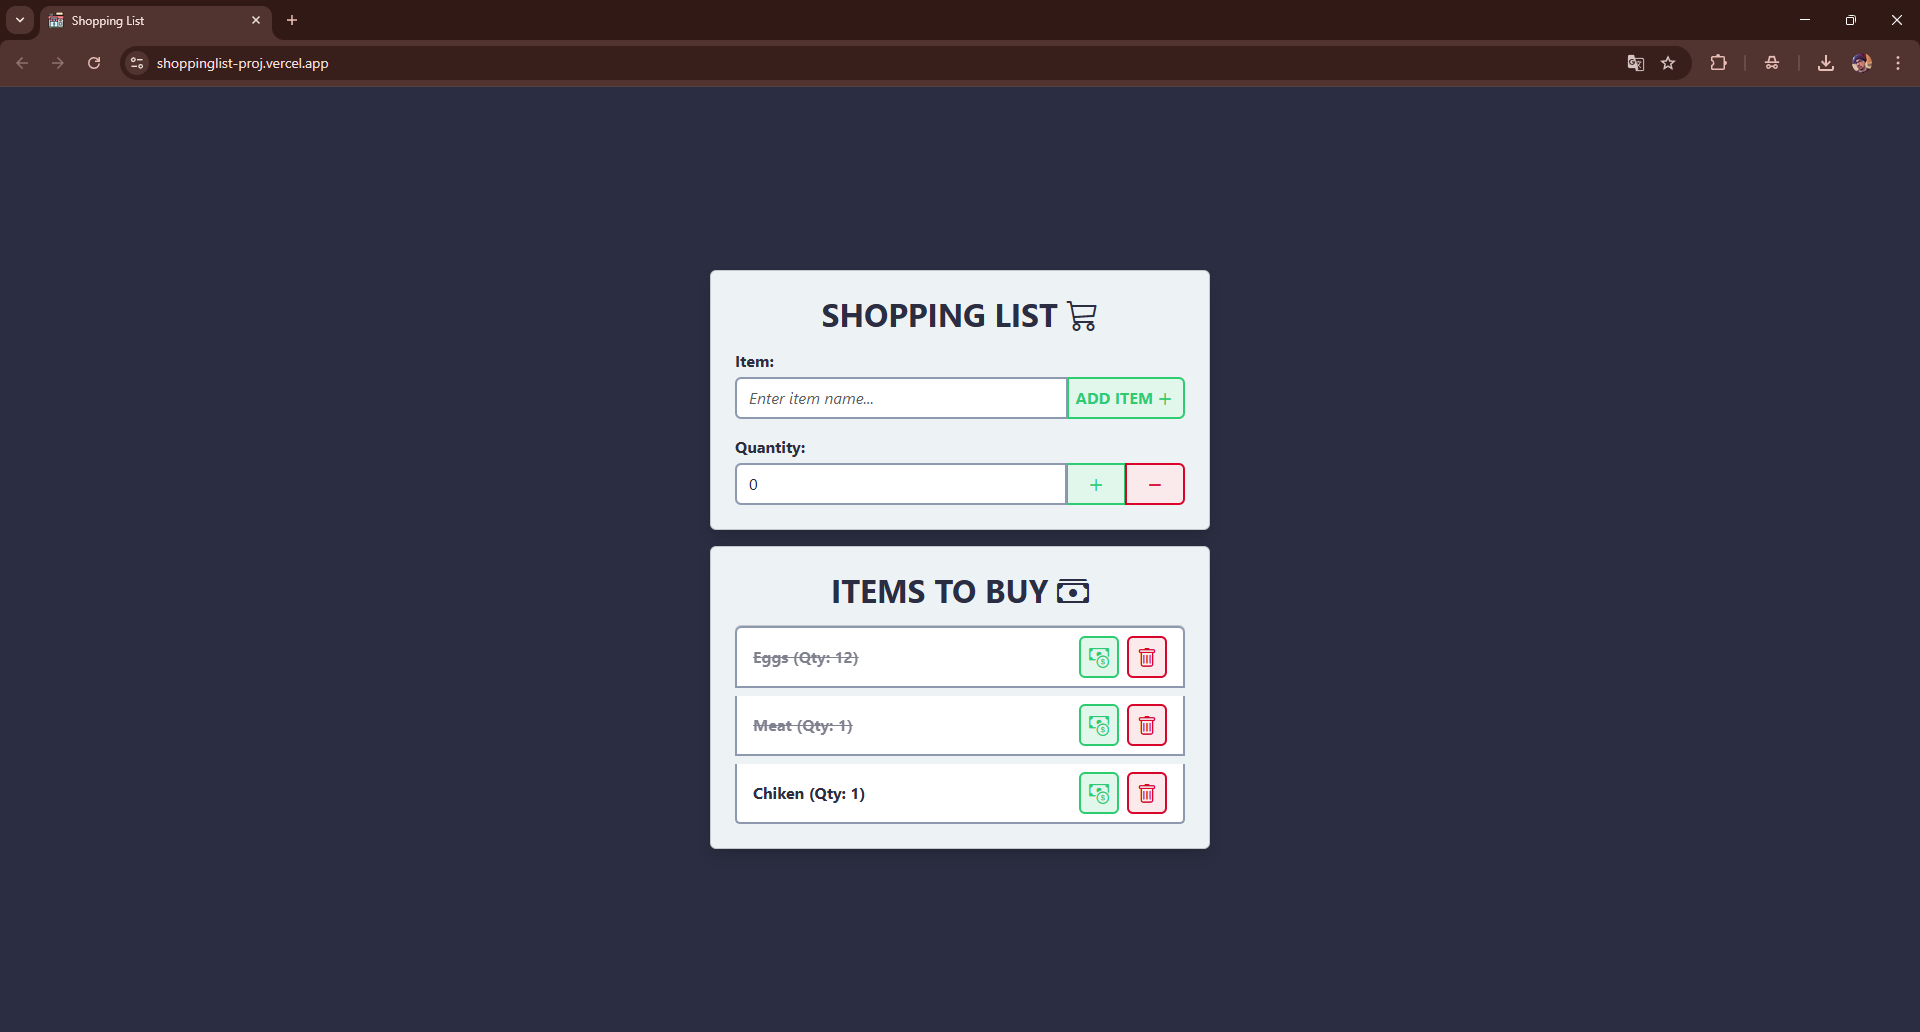 Shopping List
shoppinglist-proj.vercel.app
SHOPPING LIST
Item:
Enter item name...
ADD ITEM +
Quantity:
0
+ −
ITEMS TO BUY
Eggs (Qty: 12)
Meat (Qty: 1)
Chiken (Qty: 1)